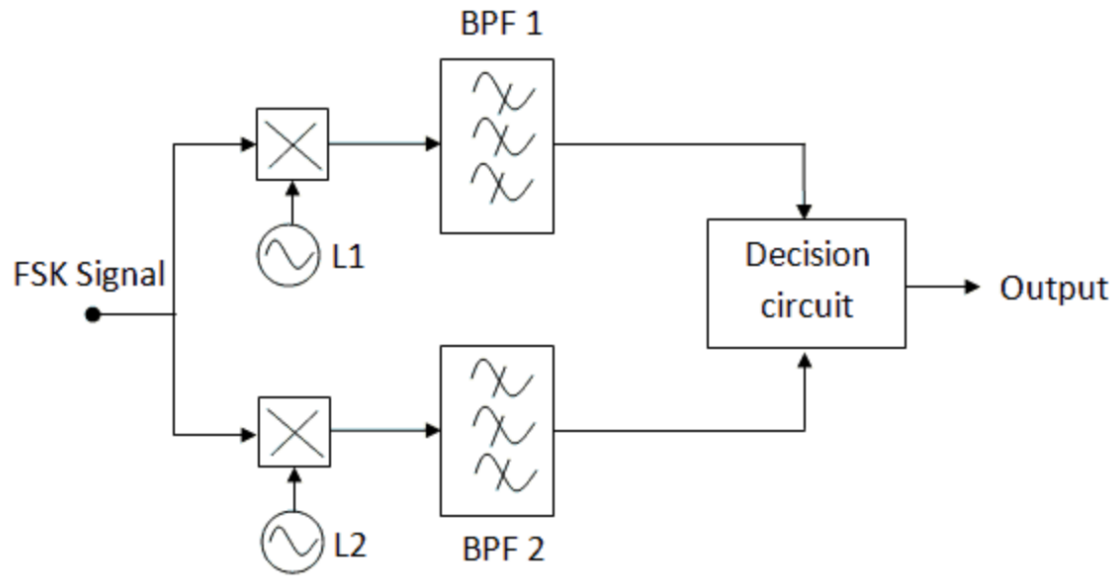 BPF 1
L1
FSK Signal
Decision
circuit
Output
L2
BPF 2